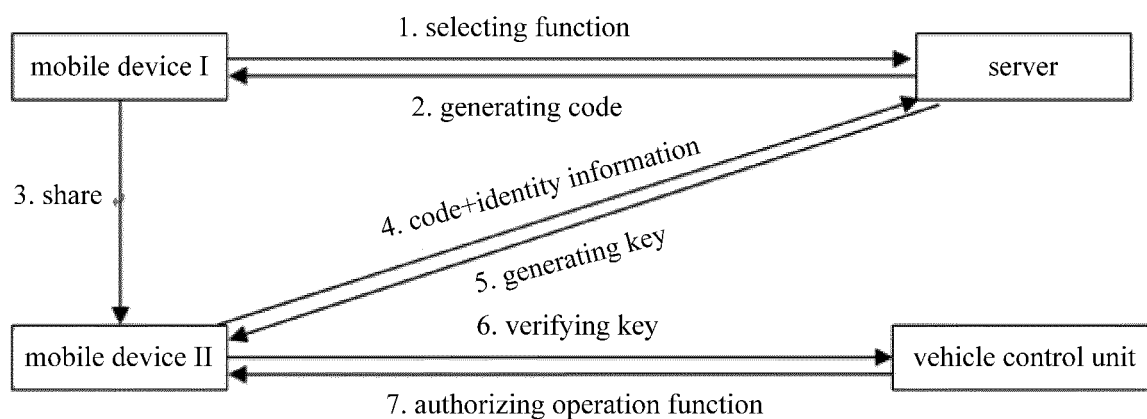 1. selecting function
mobile device I
server
2. generating code
3. share
4. code+identity information
5. generating key
6. verifying key
mobile device II
vehicle control unit
7. authorizing operation function